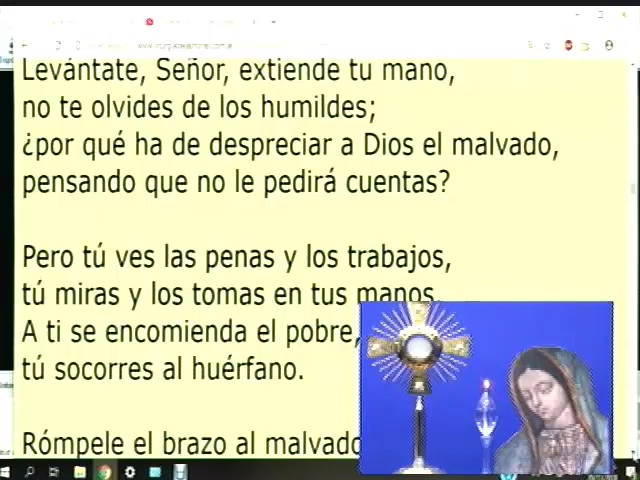 Levántate, Señor, extiende tu mano,
no te olvides de los humildes;
¿por qué ha de despreciar a Dios el malvado,
pensando que no le pedirá cuentas?
Pero tú ves las penas y los trabajos,
tú miras y los tomas en tus manos.
A ti se encomienda el pobre,
tú socorres al huérfano.
Rómpele el brazo al malvado